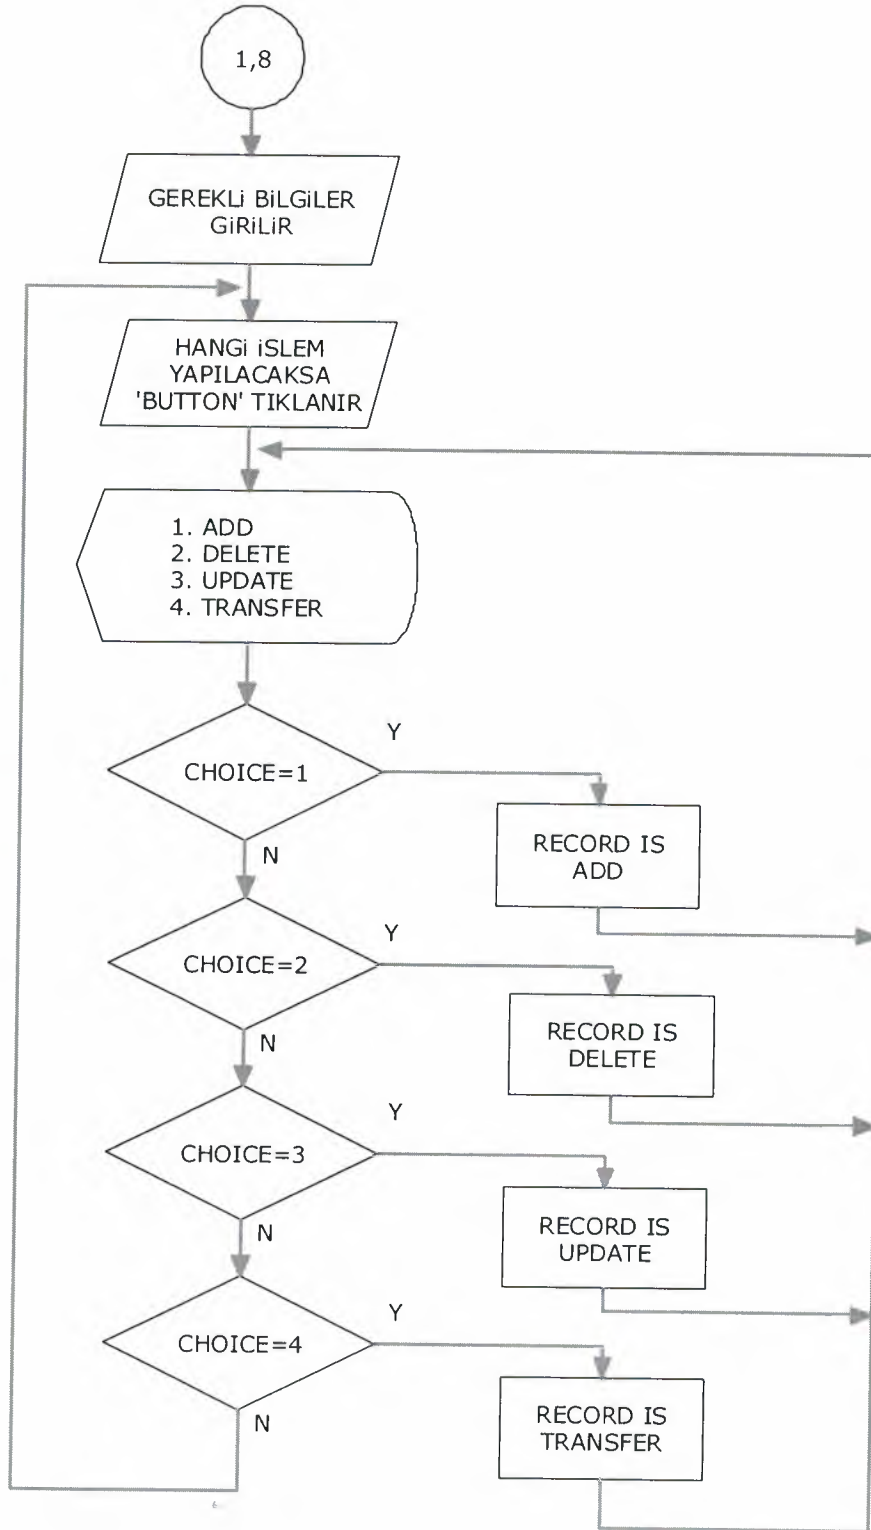 1,8
GEREKLi BiLGiLER
GiRiLiR
HANGi iSLEM
YAPILACAKSA
'BUTTON' TIKLANIR
1. ADD
2. DELETE
3. UPDATE
4. TRANSFER
CHOICE=1
Y
N
RECORD IS
ADD
CHOICE=2
Y
N
RECORD IS
DELETE
CHOICE=3
Y
N
RECORD IS
UPDATE
CHOICE=4
Y
N
RECORD IS
TRANSFER